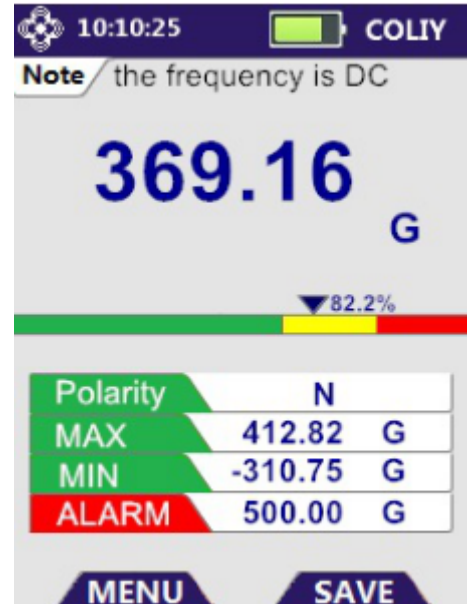 10:10:25 COLIY
Note the frequency is DC
369.16
G
82.2%
Polarity N
MAX 412.82 G
MIN -310.75 G
ALARM 500.00 G
MENU SAVE